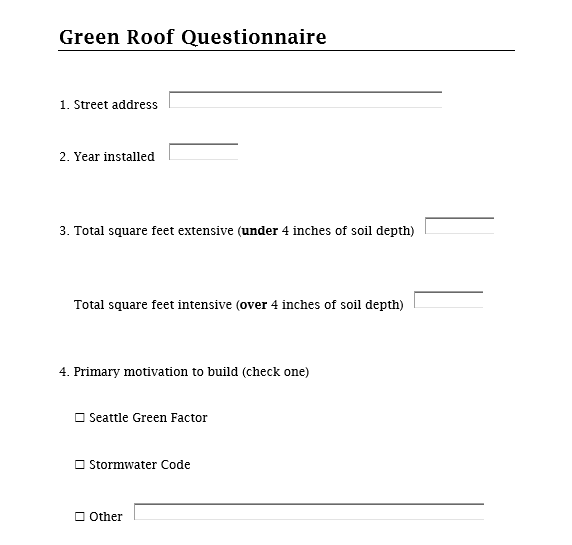 Green Roof Questionnaire
1. Street address
2. Year installed
3. Total square feet extensive (under 4 inches of soil depth)
Total square feet intensive (over 4 inches of soil depth)
4. Primary motivation to build (check one)
☐ Seattle Green Factor
☐ Stormwater Code
☐ Other